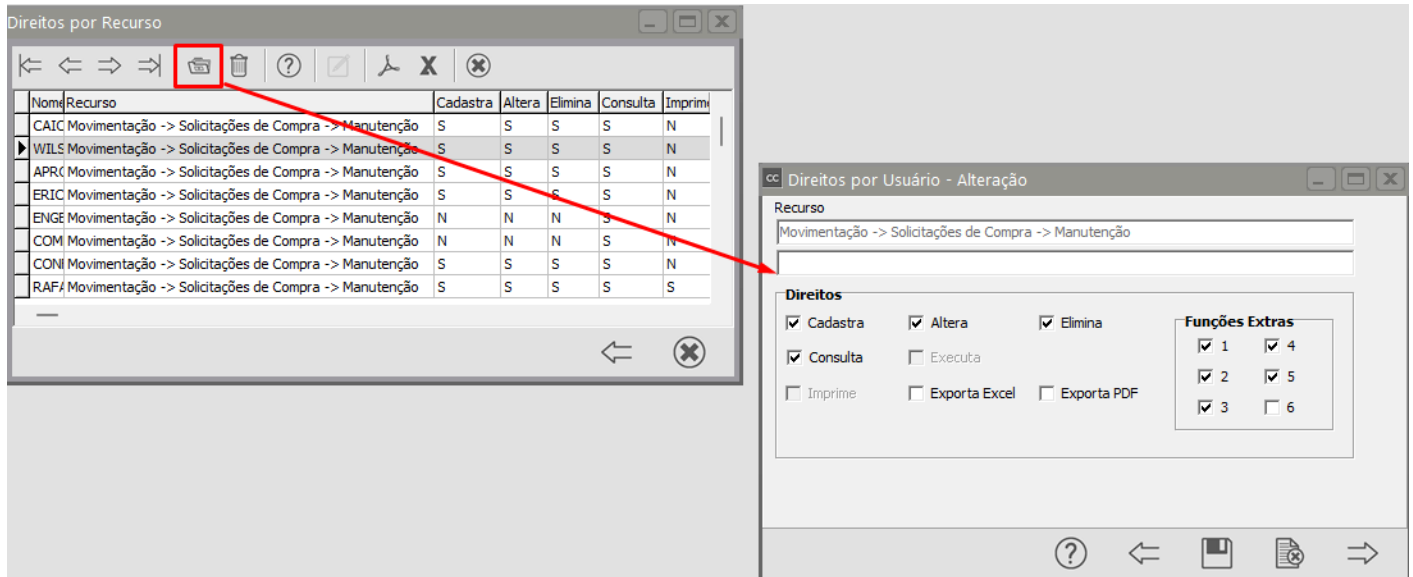 Direitos por Recurso
Nome Recurso Cadastra Altera Elimina Consulta Imprime
CAIC Movimentação -> Solicitações de Compra -> Manutenção S S S S N
WILS Movimentação -> Solicitações de Compra -> Manutenção S S S S N
APRO Movimentação -> Solicitações de Compra -> Manutenção S S S S N
ERIC Movimentação -> Solicitações de Compra -> Manutenção S S S S N
ENGE Movimentação -> Solicitações de Compra -> Manutenção N N N S N
COM Movimentação -> Solicitações de Compra -> Manutenção N N N S N
CON Movimentação -> Solicitações de Compra -> Manutenção S S S S N
RAFA Movimentação -> Solicitações de Compra -> Manutenção S S S S S
CC Direitos por Usuário - Alteração
Recurso
Movimentação -> Solicitações de Compra -> Manutenção
Direitos
Cadastra Altera Elimina
Consulta Executa
Imprime Exporta Excel Exporta PDF
Funções Extras
1 4
2 5
3 6